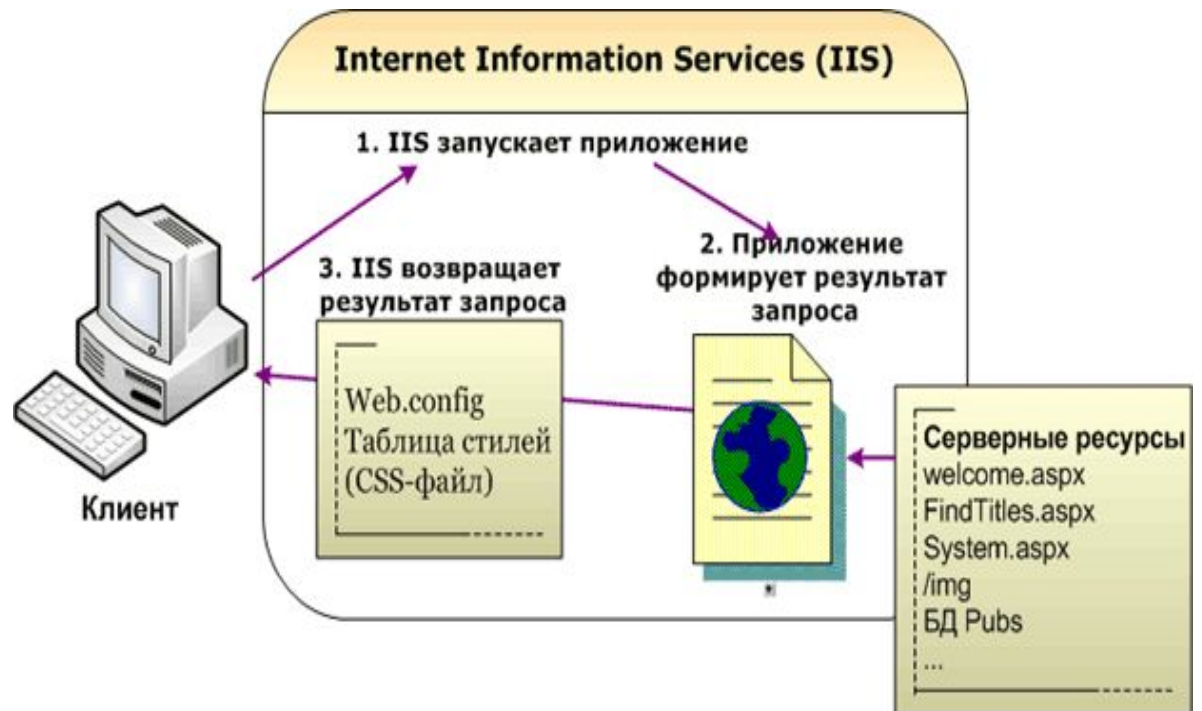 Internet Information Services (IIS)
1. IIS запускает приложение
2. Приложение
формирует результат
запроса
3. IIS возвращает
результат запроса
Web.config
Таблица стилей
(CSS-файл)
Клиент
Серверные ресурсы
welcome.aspx
FindTitles.aspx
System.aspx
/img
БД Pubs
...